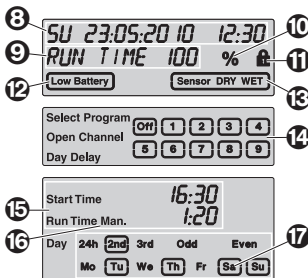 8 SU 23:05:2010 12:30 10
9 RUN TIME 100 % 11
12 Low Battery Sensor DRY WET 13
Select Program Off 1 2 3 4
Open Channel 14
Day Delay 5 6 7 8 9
Start Time 16:30
15
Run Time Man. 1:20
16
Day 24h 2nd 3rd Odd Even 17
Mo Tu We Th Fr Sa Su